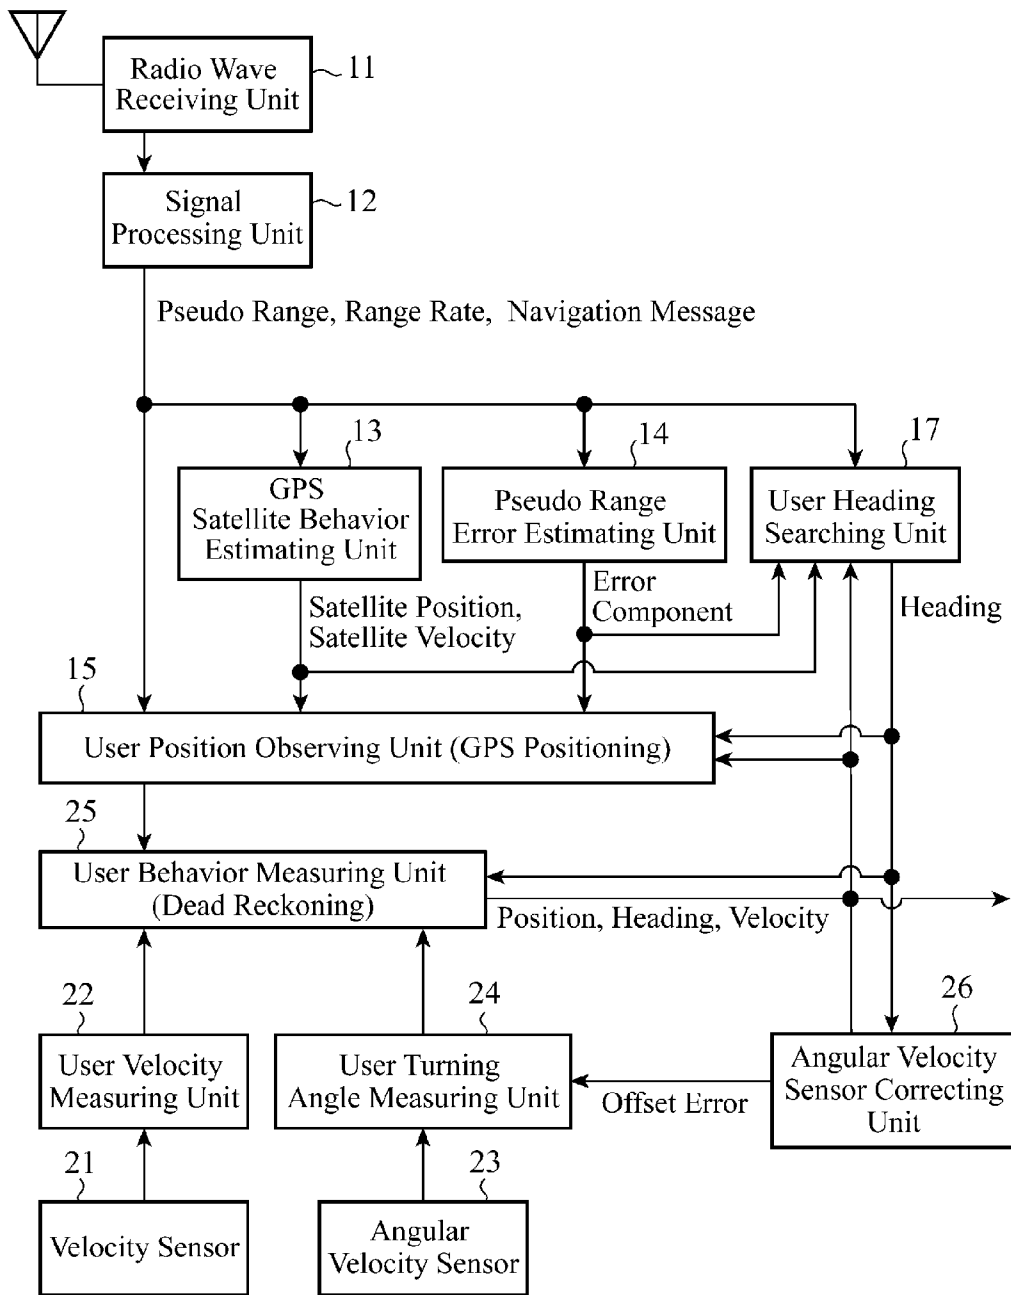 Radio Wave
Receiving Unit
11
Signal
Processing Unit
12
Pseudo Range, Range Rate, Navigation Message
13
GPS
Satellite Behavior
Estimating Unit
14
Pseudo Range
Error Estimating Unit
17
User Heading
Searching Unit
Satellite Position,
Satellite Velocity
Error
Component
Heading
15
User Position Observing Unit (GPS Positioning)
25
User Behavior Measuring Unit
(Dead Reckoning)
Position, Heading, Velocity
22
User Velocity
Measuring Unit
24
User Turning
Angle Measuring Unit
Offset Error
26
Angular Velocity
Sensor Correcting
Unit
21
Velocity Sensor
23
Angular
Velocity Sensor